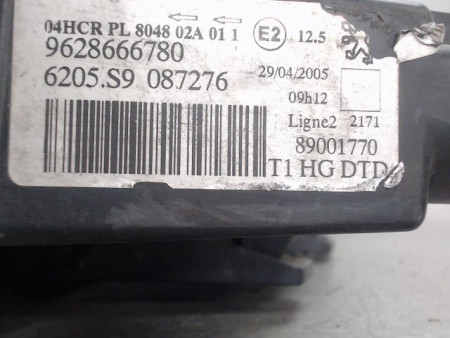 04HCR PL 8048 02A 01 1 E2 12.5
9628666780
6205.S9 087276
29/04/2005
09h12
Ligne2 2171
89001770
T1 HG DTD